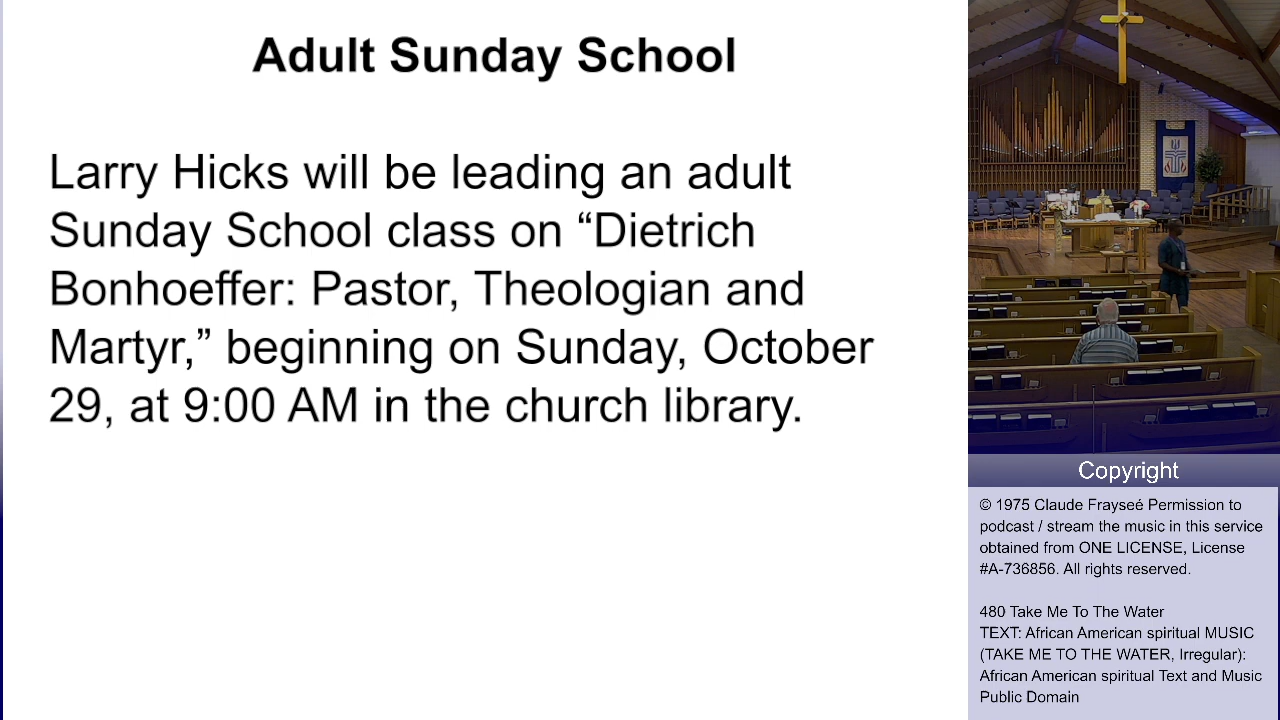 Adult Sunday School
Larry Hicks will be leading an adult
Sunday School class on “Dietrich
Bonhoeffer: Pastor, Theologian and
Martyr,” beginning on Sunday, October
29, at 9:00 AM in the church library.
Copyright
© 1975 Claude Frayseé Permission to
podcast / stream the music in this service
obtained from ONE LICENSE, License
#A-736856. All rights reserved.
480 Take Me To The Water
TEXT: African American spiritual MUSIC
(TAKE ME TO THE WATER, Irregular):
African American spiritual Text and Music
Public Domain